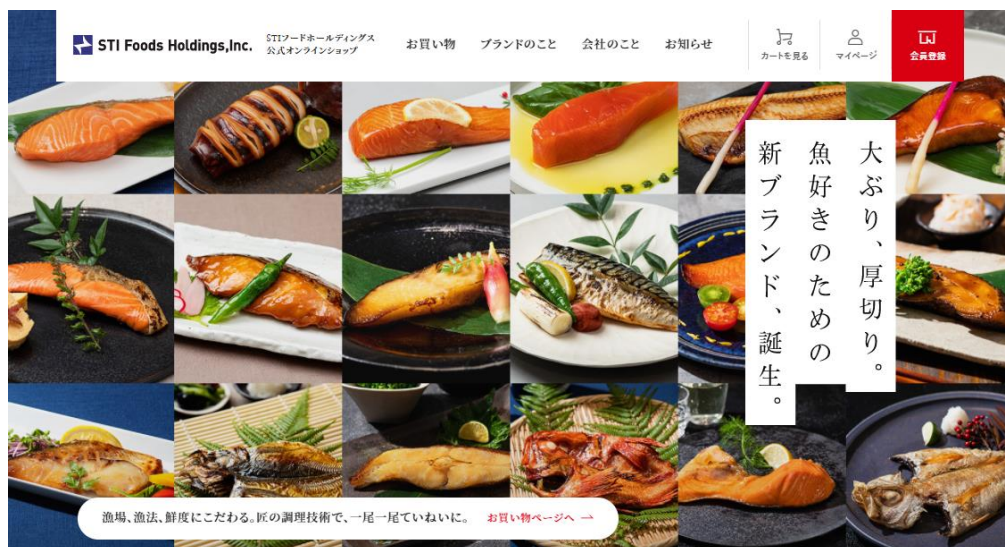 STI Foods Holdings,Inc.
STIフードホールディングス
公式オンラインショップ
お買い物
ブランドのこと
会社のこと
お知らせ
カートを見る
マイページ
会員登録
大ぶり、厚切り。
魚好きのための
新ブランド、誕生。
漁場、漁法、鮮度にこだわる。匠の調理技術で、一尾一尾ていねいに。
お買い物ページへ